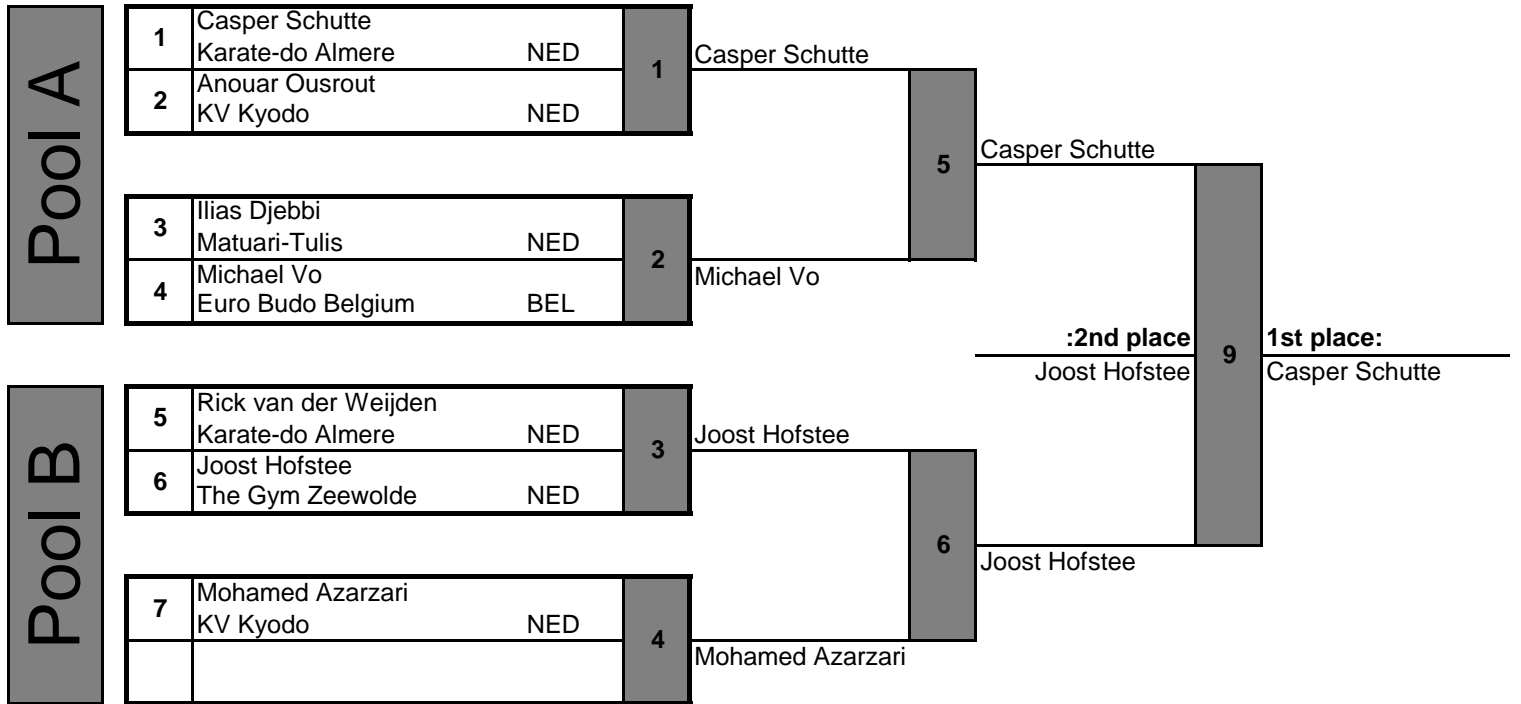 Pool A
1
Casper Schutte
Karate-do Almere NED
2
Anouar Ousrout
KV Kyodo NED
1
Casper Schutte
3
Ilias Djebbi
Matuari-Tulis NED
4
Michael Vo
Euro Budo Belgium BEL
2
Michael Vo
5
Casper Schutte
Pool B
5
Rick van der Weijden
Karate-do Almere NED
6
Joost Hofstee
The Gym Zeewolde NED
3
Joost Hofstee
7
Mohamed Azarzari
KV Kyodo NED
4
Mohamed Azarzari
6
Joost Hofstee
:2nd place
Joost Hofstee
9
1st place:
Casper Schutte